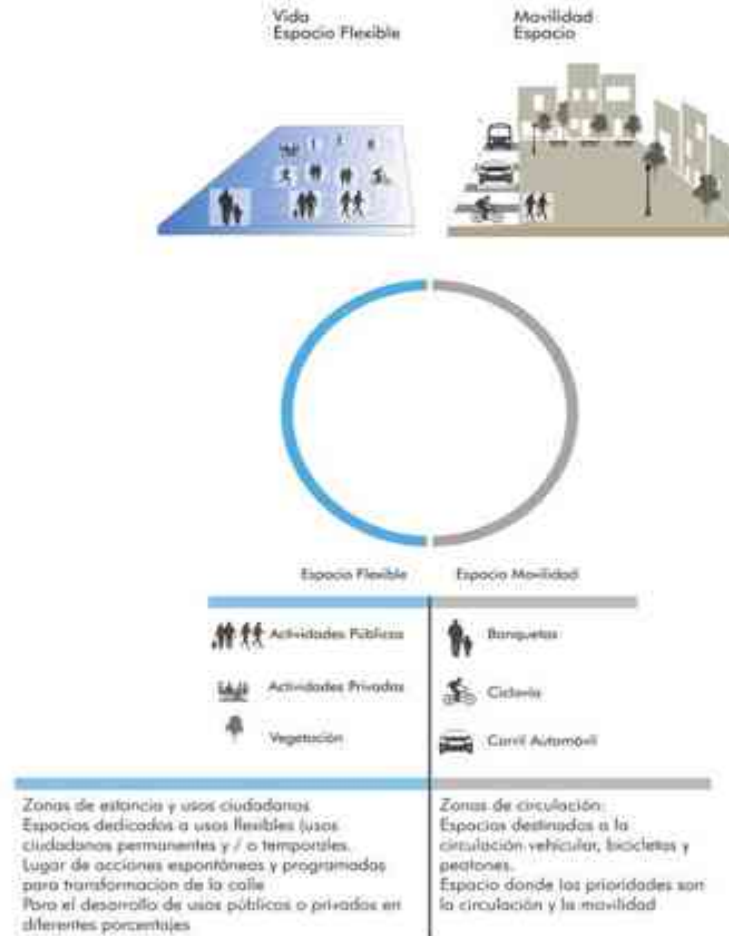 Vida
Espacio Flexible
Movilidad
Espacio
Espacio Flexible
Espacio Movilidad
Actividades Públicas
Actividades Privadas
Vegetación
Banquetas
Ciclovia
Carril Automóvil
Zonas de estancia y usos ciudadanos
Espacios dedicados a usos flexibles (usos
ciudadanos permanentes y / o temporales.
Lugar de acciones espontáneas y programadas
para transformacion de la calle
Para el desarrollo de usos públicos o privados en
diferentes porcentajes
Zonas de circulación:
Espacios destinados a la
circulación vehicular, bicicletas y
peatones.
Espacio donde las prioridades son
la circulación y la movilidad